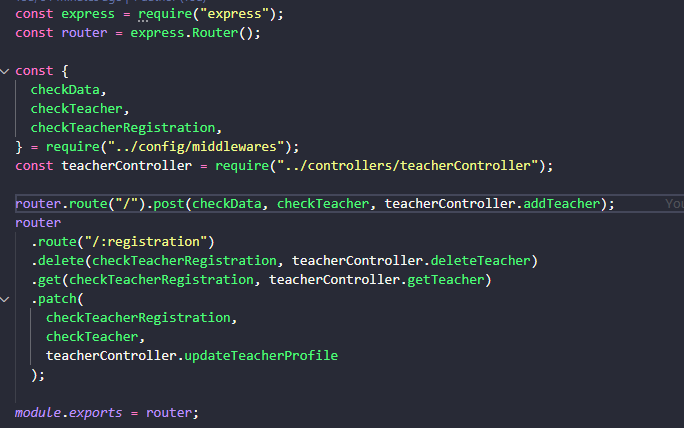 const express = require("express");
const router = express.Router();
const {
checkData,
checkTeacher,
checkTeacherRegistration,
} = require("../config/middlewares");
const teacherController = require("../controllers/teacherController");
router.route("/").post(checkData, checkTeacher, teacherController.addTeacher);
router
.route("/:registration")
.delete(checkTeacherRegistration, teacherController.deleteTeacher)
.get(checkTeacherRegistration, teacherController.getTeacher)
.patch(
checkTeacherRegistration,
checkTeacher,
teacherController.updateTeacherProfile
);
module.exports = router;